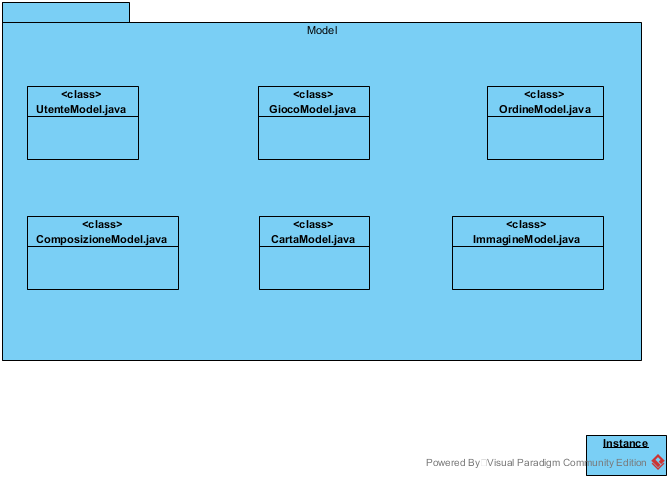 Model
<class>
UtenteModel.java
<class>
GiocoModel.java
<class>
OrdineModel.java
<class>
ComposizioneModel.java
<class>
CartaModel.java
<class>
ImmagineModel.java
Instance
Powered By Visual Paradigm Community Edition